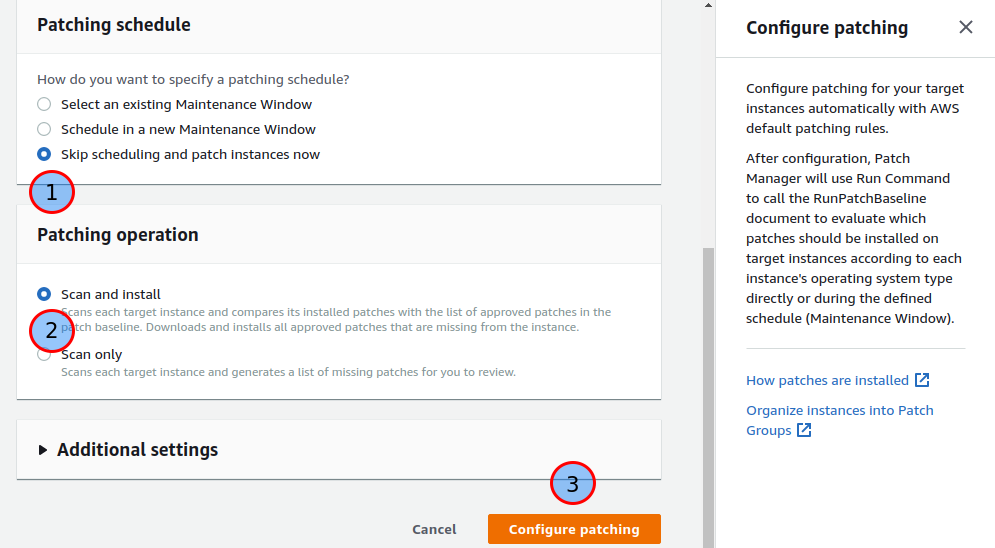 Patching schedule
How do you want to specify a patching schedule?
Select an existing Maintenance Window
Schedule in a new Maintenance Window
Skip scheduling and patch instances now
1
Patching operation
Scan and install
Scans each target instance and compares its installed patches with the list of approved patches in the
patch baseline. Downloads and installs all approved patches that are missing from the instance.
2
Scan only
Scans each target instance and generates a list of missing patches for you to review.
Additional settings
3
Cancel
Configure patching
Configure patching
Configure patching for your target
instances automatically with AWS
default patching rules.
After configuration, Patch
Manager will use Run Command
to call the RunPatchBaseline
document to evaluate which
patches should be installed on
target instances according to each
instance's operating system type
directly or during the defined
schedule (Maintenance Window).
How patches are installed
Organize instances into Patch
Groups